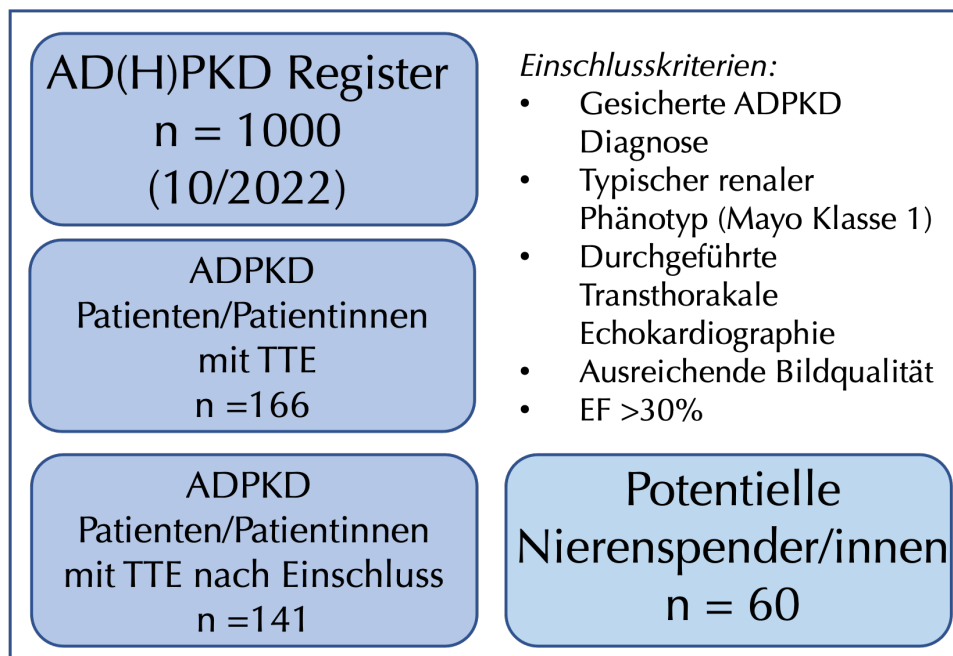 AD(H)PKD Register
n = 1000
(10/2022)
ADPKD
Patienten/Patientinnen
mit TTE
n =166
ADPKD
Patienten/Patientinnen
mit TTE nach Einschluss
n =141
Einschlusskriterien:
• Gesicherte ADPKD
Diagnose
• Typischer renaler
Phänotyp (Mayo Klasse 1)
• Durchgeführte
Transthorakale
Echokardiographie
• Ausreichende Bildqualität
• EF >30%
Potentielle
Nierenspender/innen
n = 60